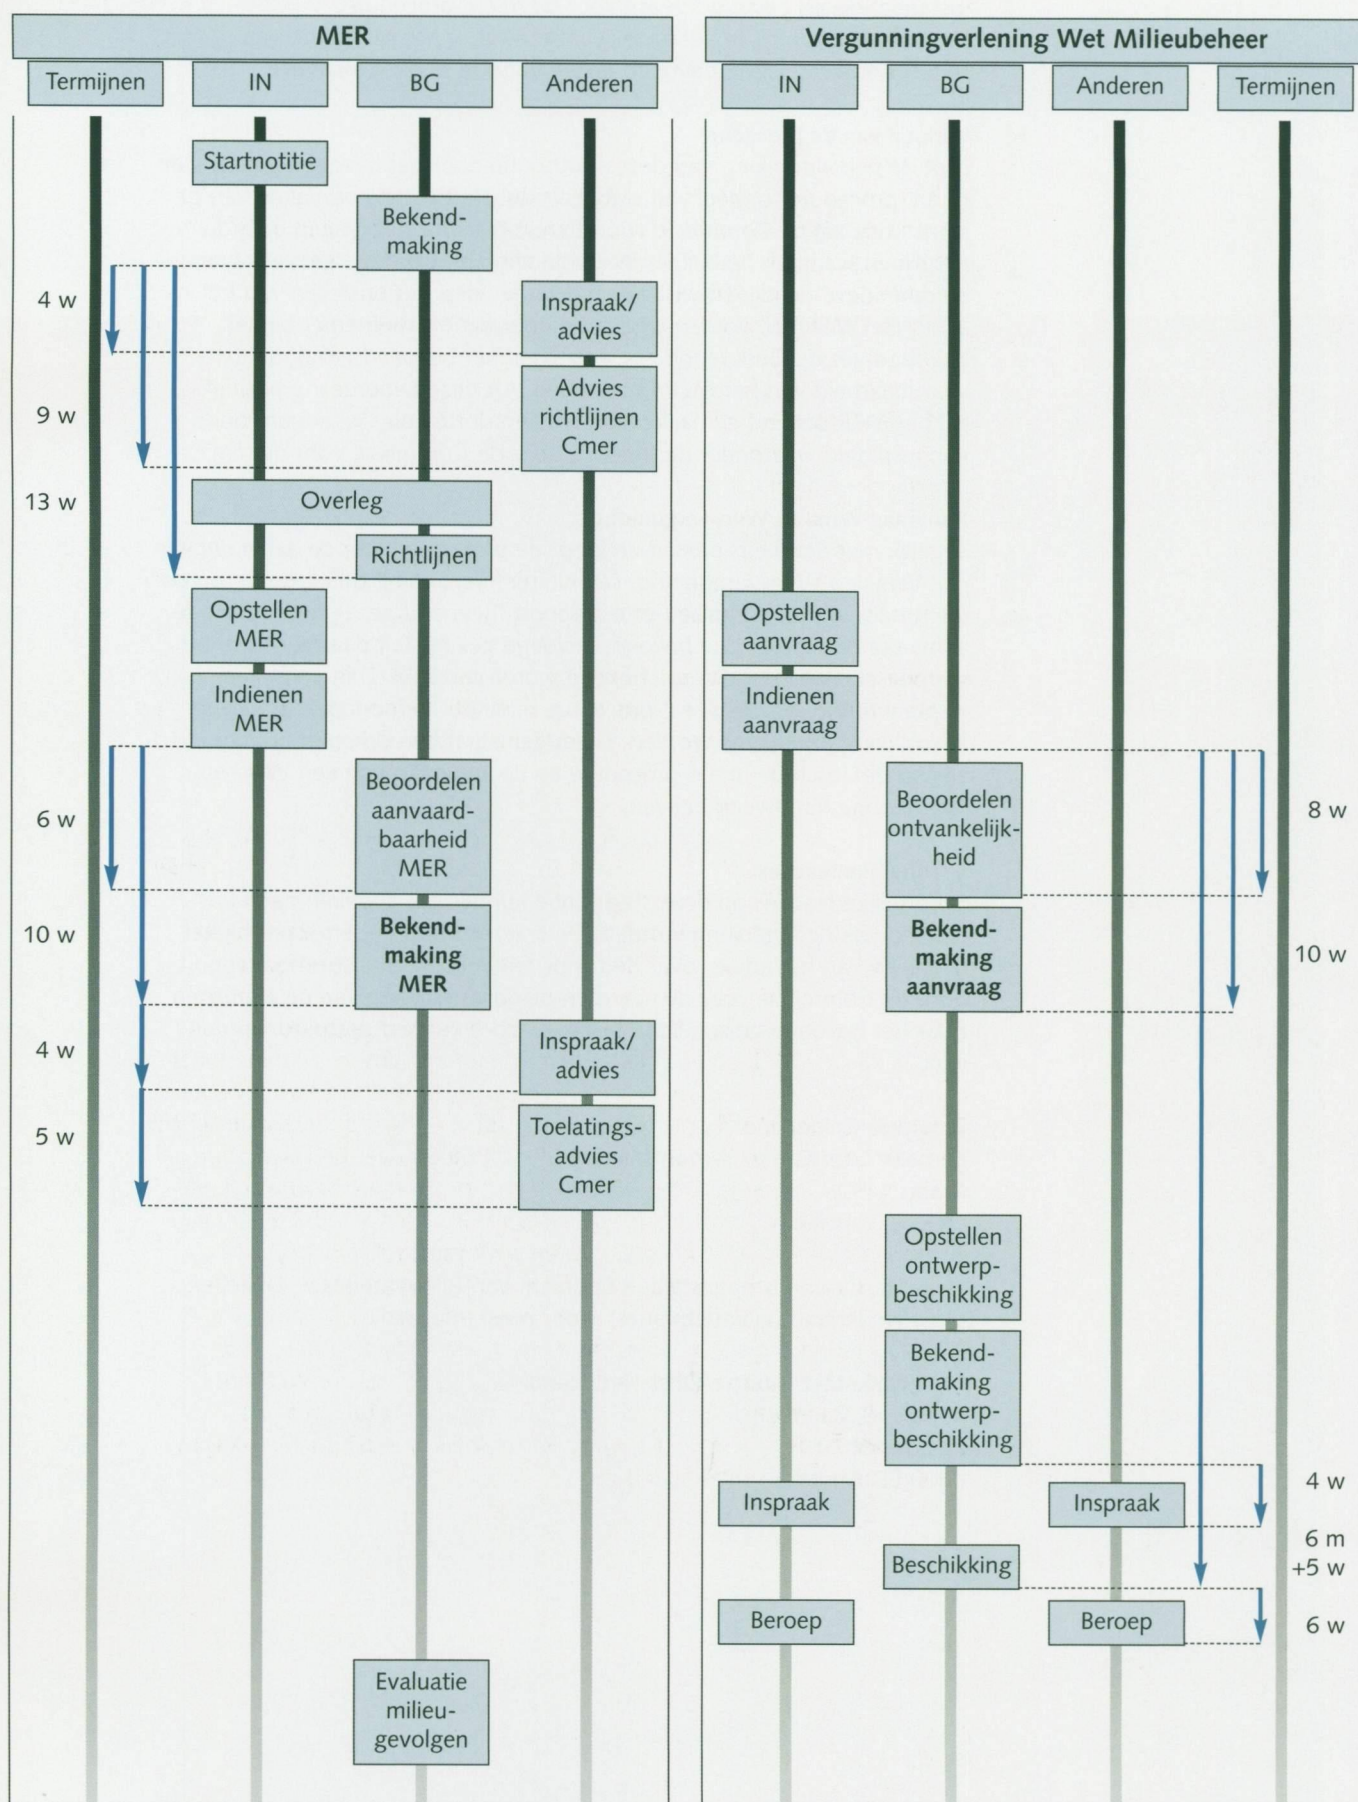 MER
Termijnen
IN
BG
Anderen
Startnotitie
Bekend-
making
4 w
Inspraak/
advies
9 w
Advies
richtlijnen
Cmer
13 w
Overleg
Richtlijnen
Opstellen
MER
Indienen
MER
6 w
Beoordelen
aanvaard-
baarheid
MER
10 w
Bekend-
making
MER
4 w
Inspraak/
advies
5 w
Toelatings-
advies
Cmer
Evaluatie
milieu-
gevolgen
Vergunningverlening Wet Milieubeheer
IN
BG
Anderen
Termijnen
Opstellen
aanvraag
Indienen
aanvraag
Beoordelen
ontvankelijk-
heid
8 w
Bekend-
making
aanvraag
10 w
Opstellen
ontwerp-
beschikking
Bekend-
making
ontwerp-
beschikking
Inspraak
Inspraak
4 w
Beschikking
6 m
+5 w
Beroep
Beroep
6 w